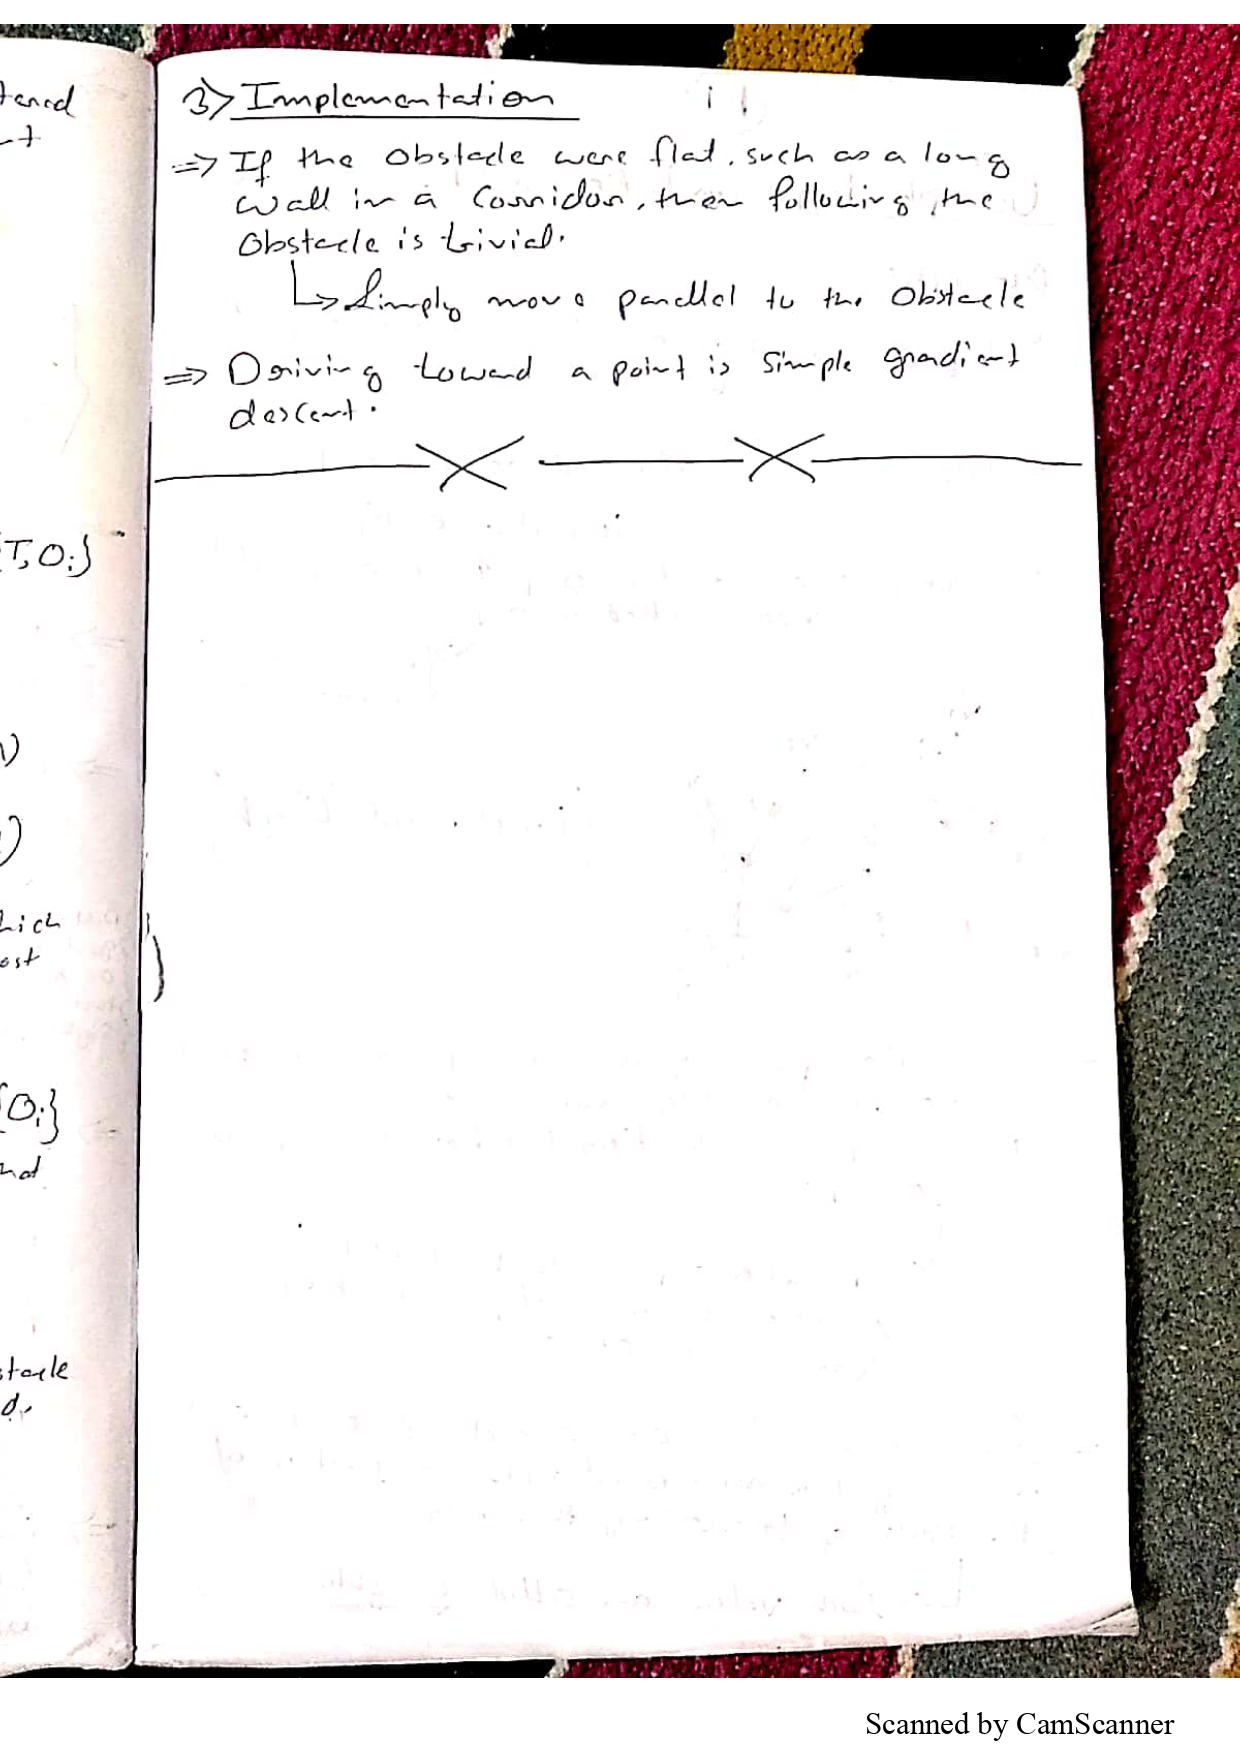 tered
3) Implementation
=> If the Obstacle were flat, such as a long
wall in a Corridor, then following the
Obstacle is trivial.
↳ Simply move parallel to the Obstacle
=> Driving toward a point is Simple gradient
descent.
T, Oi}
hich
ost
{Oi}
nd
stacle
d.
Scanned by CamScanner